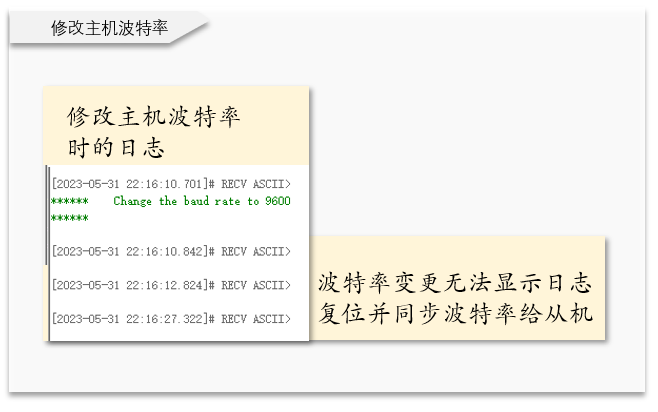 修改主机波特率
修改主机波特率
时的日志
[2023-05-31 22:16:10.701]# RECV ASCII>
****** Change the baud rate to 9600
******
[2023-05-31 22:16:10.842]# RECV ASCII>
[2023-05-31 22:16:12.824]# RECV ASCII>
[2023-05-31 22:16:27.322]# RECV ASCII>
波特率变更无法显示日志
复位并同步波特率给从机